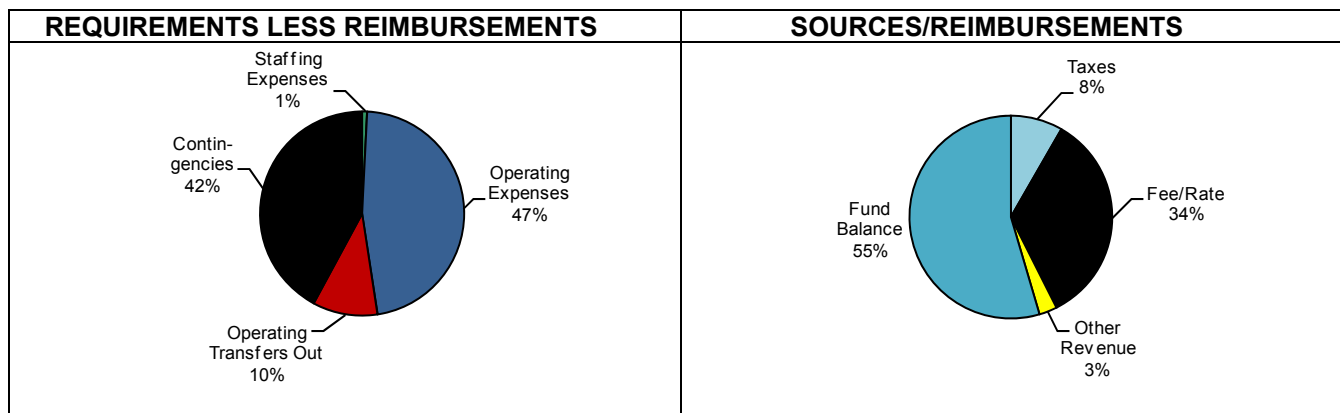 REQUIREMENTS LESS REIMBURSEMENTS
Staffing
Expenses
1%
Contin-
gencies
42%
Operating
Expenses
47%
Operating
Transfers Out
10%
SOURCES/REIMBURSEMENTS
Taxes
8%
Fee/Rate
34%
Fund
Balance
55%
Other
Revenue
3%